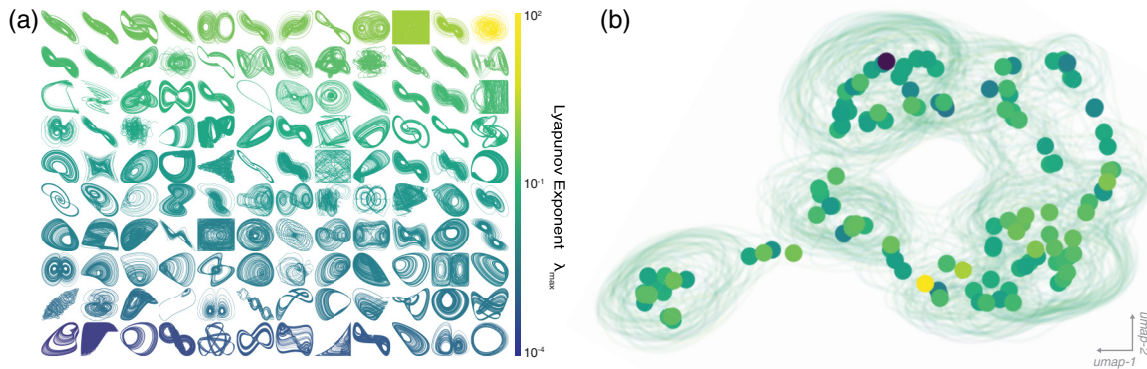 (a)
10²
Lyapunov Exponent λmax
10⁻¹
10⁻⁴
(b)
umap-2
umap-1